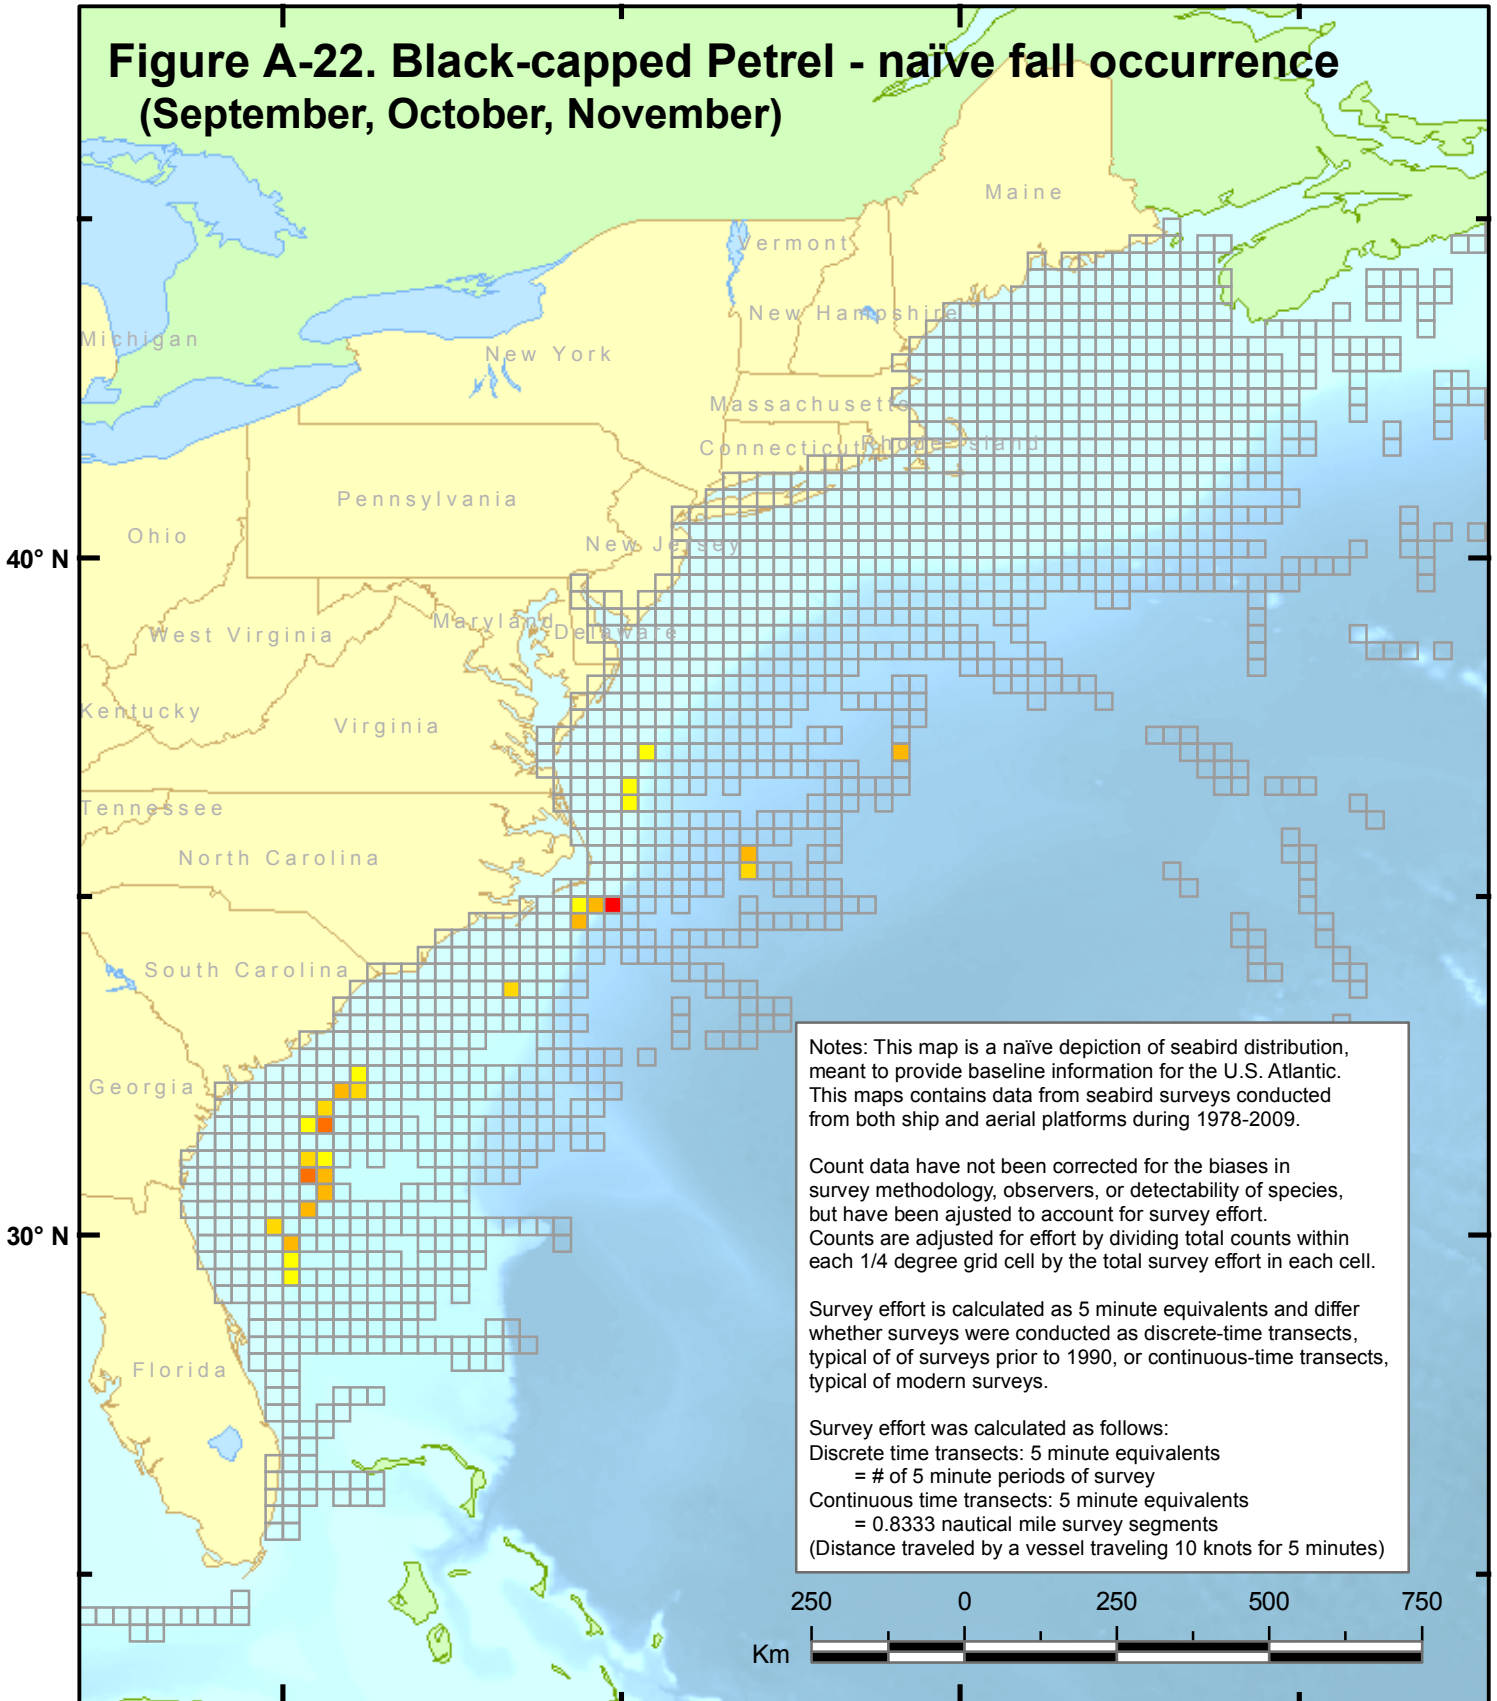 Figure A-22. Black-capped Petrel - naïve fall occurrence
(September, October, November)
Maine
Vermont
New Hampshire
Michigan
New York
Massachusetts
Connecticut
Rhode Island
Pennsylvania
Ohio
New Jersey
40° N
Maryland
Delaware
West Virginia
Kentucky
Virginia
Tennessee
North Carolina
South Carolina
Georgia
30° N
Florida
Notes: This map is a naïve depiction of seabird distribution,
meant to provide baseline information for the U.S. Atlantic.
This maps contains data from seabird surveys conducted
from both ship and aerial platforms during 1978-2009.
Count data have not been corrected for the biases in
survey methodology, observers, or detectability of species,
but have been ajusted to account for survey effort.
Counts are adjusted for effort by dividing total counts within
each 1/4 degree grid cell by the total survey effort in each cell.
Survey effort is calculated as 5 minute equivalents and differ
whether surveys were conducted as discrete-time transects,
typical of of surveys prior to 1990, or continuous-time transects,
typical of modern surveys.
Survey effort was calculated as follows:
Discrete time transects: 5 minute equivalents
= # of 5 minute periods of survey
Continuous time transects: 5 minute equivalents
= 0.8333 nautical mile survey segments
(Distance traveled by a vessel traveling 10 knots for 5 minutes)
250 0 250 500 750
Km